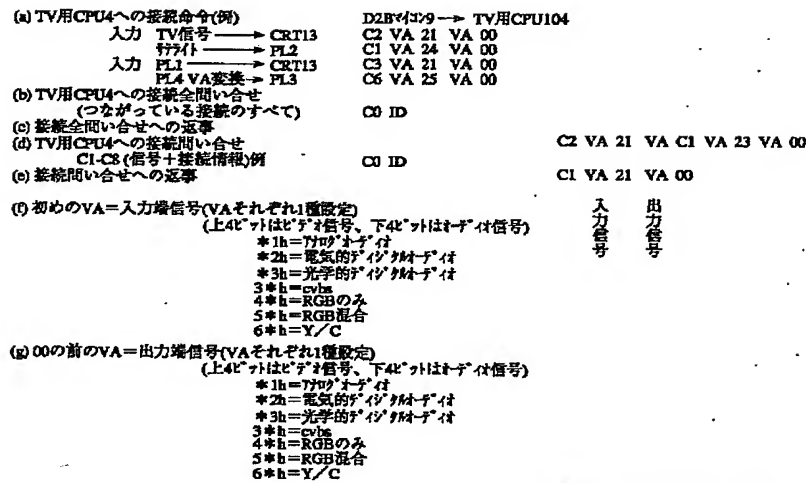 (a) TV用CPU4への接続命令(例) D2Bマイコン9→TV用CPU104
入力 TV信号→CRT13 C2 VA 21 VA 00
サテライト→PL2 C1 VA 24 VA 00
入力 PL1→CRT13 C3 VA 21 VA 00
PL4 VA変換→PL3 C6 VA 25 VA 00
(b) TV用CPU4への接続全問い合せ
(つながっている接続のすべて) C0 ID
(c) 接続全問い合せへの返事 C2 VA 21 VA C1 VA 23 VA 00
(d) TV用CPU4への接続問い合せ
C1-C8 (信号+接続情報)例 C0 ID
(e) 接続問い合せへの返事 C1 VA 21 VA 00
入力信号 出力信号
(f) 初めのVA=入力端信号(VAそれぞれ1種設定)
(上4ビットはビデオ信号、下4ビットはオーディオ信号)
*1h=アナログオーディオ
*2h=電気的ディジタルオーディオ
*3h=光学的ディジタルオーディオ
3*h=cvbs
4*h=RGBのみ
5*h=RGB混合
6*h=Y/C
(g) 00の前のVA=出力端信号(VAそれぞれ1種設定)
(上4ビットはビデオ信号、下4ビットはオーディオ信号)
*1h=アナログオーディオ
*2h=電気的ディジタルオーディオ
*3h=光学的ディジタルオーディオ
3*h=cvbs
4*h=RGBのみ
5*h=RGB混合
6*h=Y/C